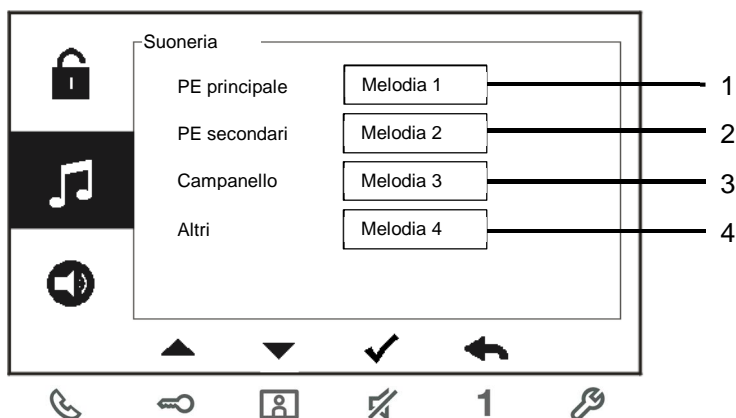 Suoneria
PE principale Melodia 1 1
PE secondari Melodia 2 2
Campanello Melodia 3 3
Altri Melodia 4 4
1